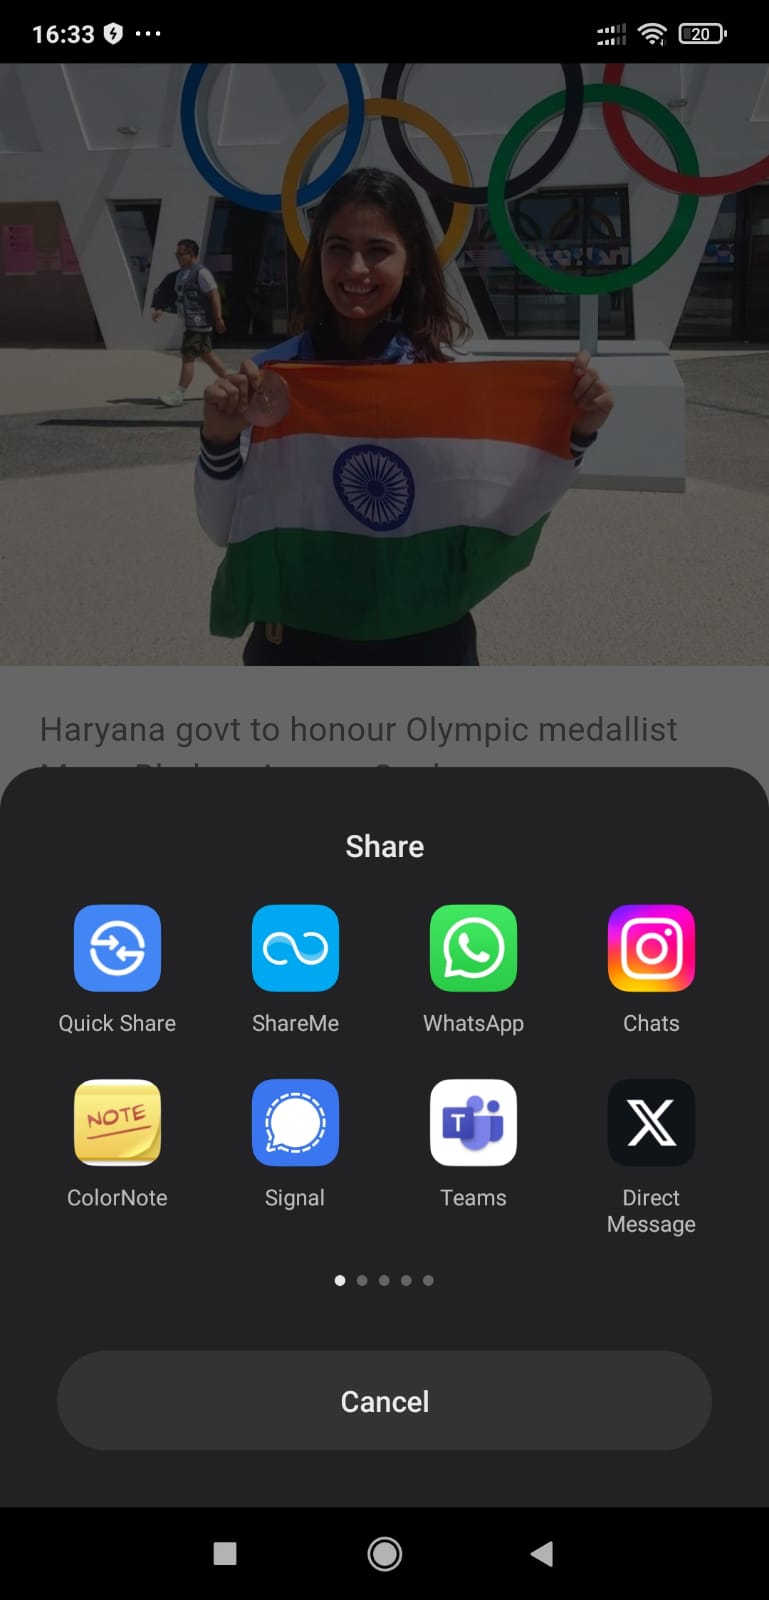 16:33
20
Haryana govt to honour Olympic medallist
Share
Quick Share
ShareMe
WhatsApp
Chats
NOTE
ColorNote
Signal
T
Teams
Direct
Message
Cancel